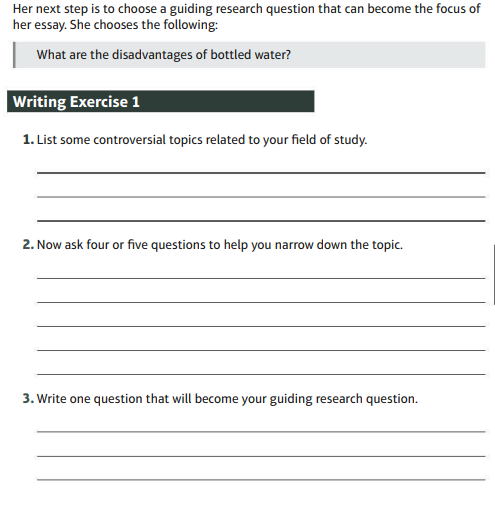 Her next step is to choose a guiding research question that can become the focus of
her essay. She chooses the following:
What are the disadvantages of bottled water?
Writing Exercise 1
1. List some controversial topics related to your field of study.
2. Now ask four or five questions to help you narrow down the topic.
3. Write one question that will become your guiding research question.